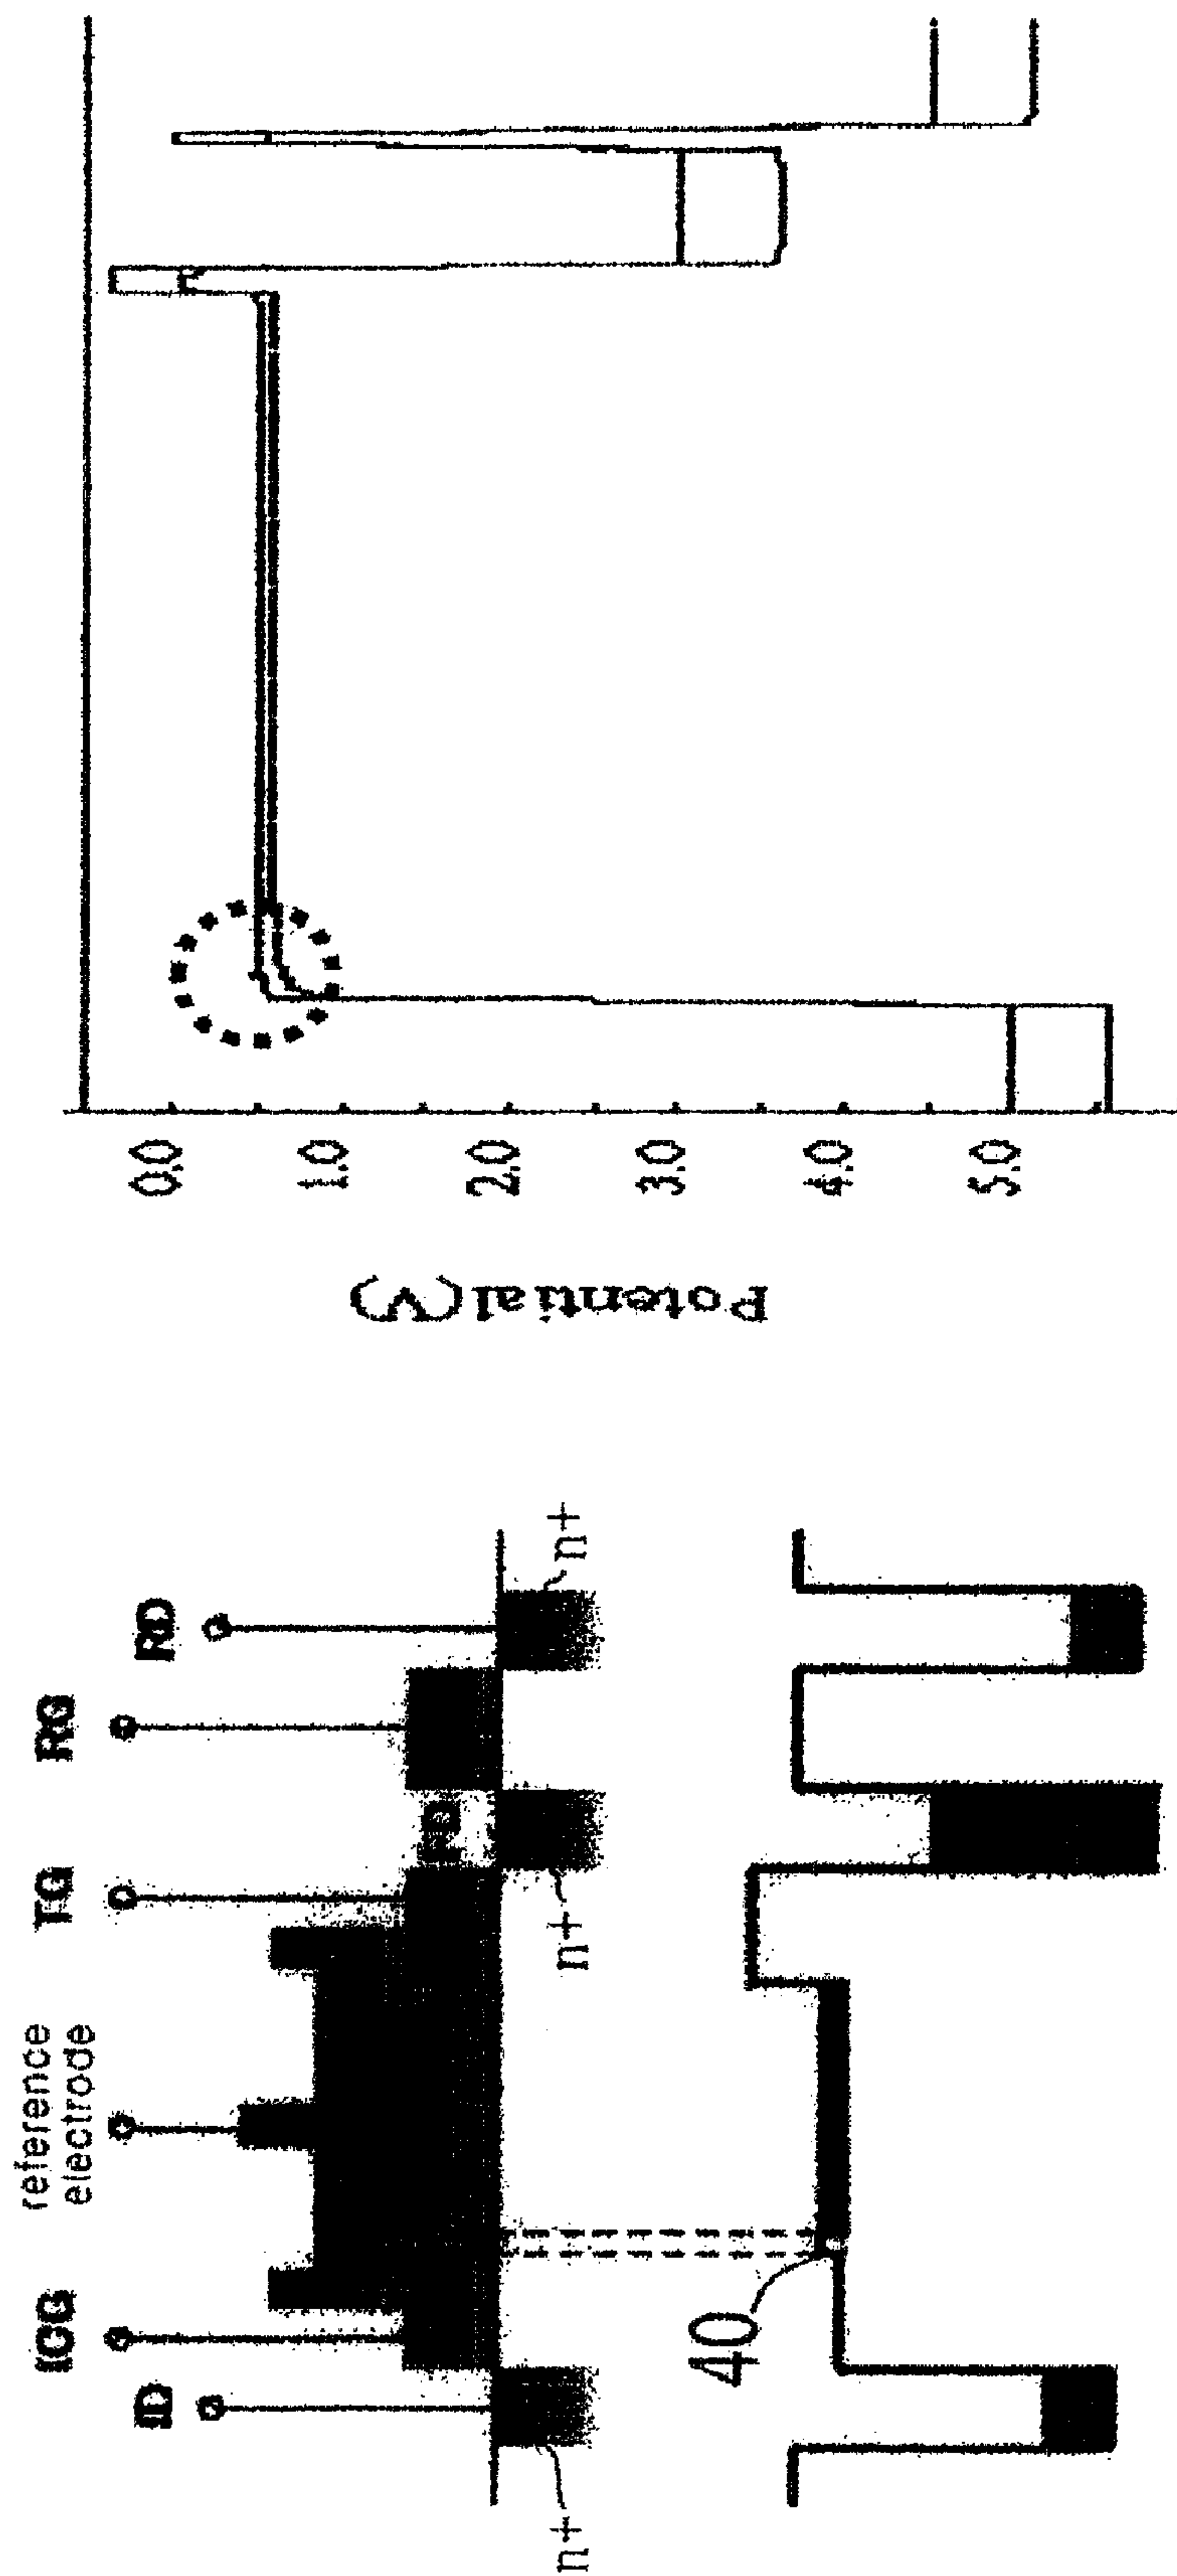 ID
ICG
reference
electrode
TG
RG
RD
FD
n+
n+
n+
40
Potential(V)
0.0
1.0
2.0
3.0
4.0
5.0